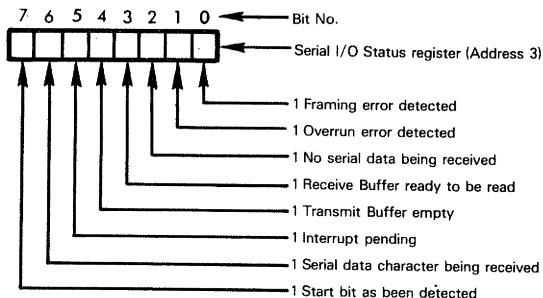 7 6 5 4 3 2 1 0 Bit No.
Serial I/O Status register (Address 3)
1 Framing error detected
1 Overrun error detected
1 No serial data being received
1 Receive Buffer ready to be read
1 Transmit Buffer empty
1 Interrupt pending
1 Serial data character being received
1 Start bit as been detected